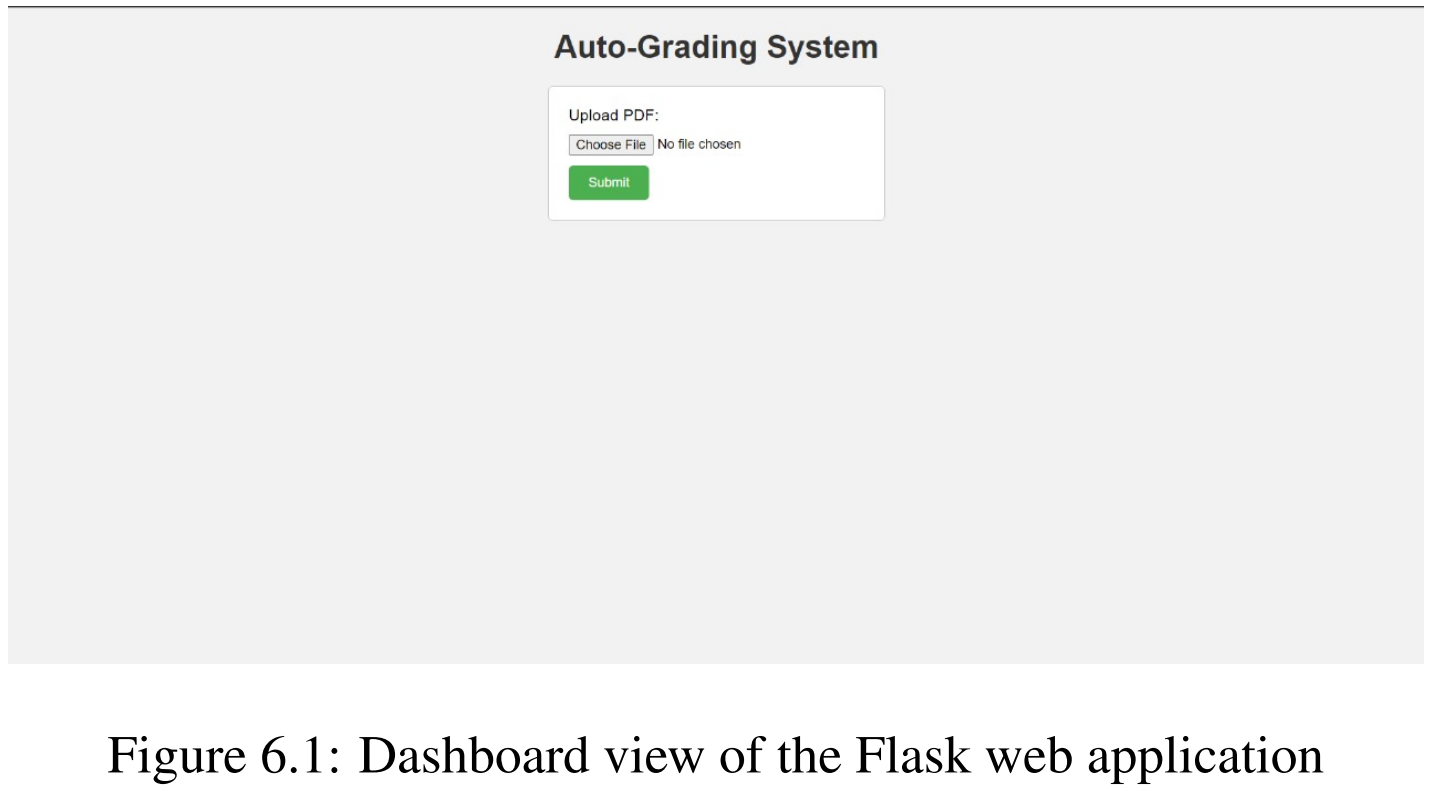 Auto-Grading System
Upload PDF:
Choose File No file chosen
Submit
Figure 6.1: Dashboard view of the Flask web application